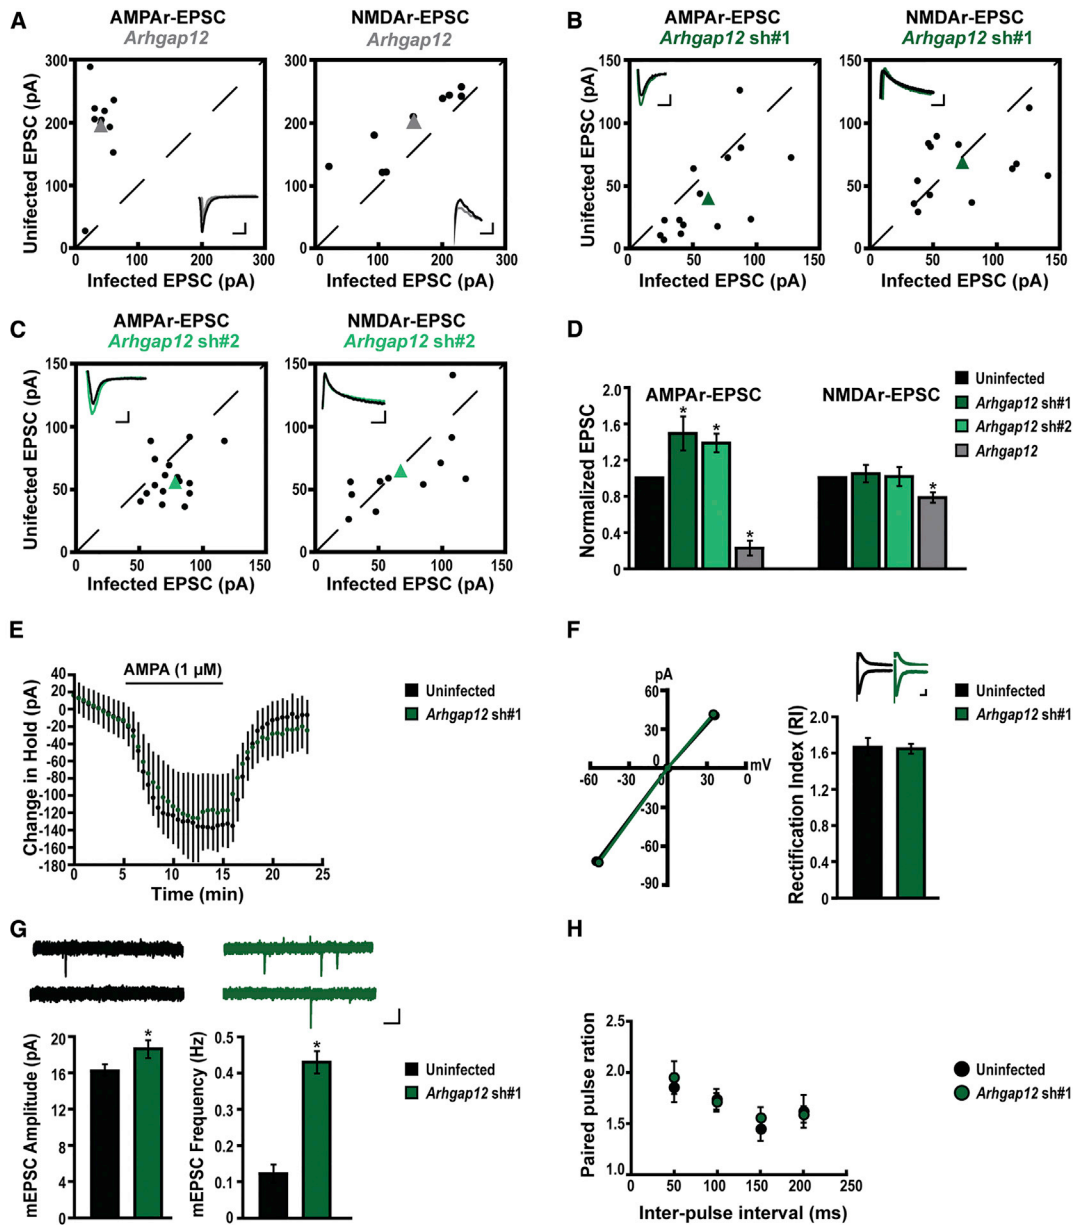 A
AMPAr-EPSC
Arhgap12
NMDAr-EPSC
Arhgap12
Uninfected EPSC (pA)
300
200
100
0
0 100 200 300
Infected EPSC (pA)
300
200
100
0
0 100 200 300
Infected EPSC (pA)
B
AMPAr-EPSC
Arhgap12 sh#1
NMDAr-EPSC
Arhgap12 sh#1
Unifected EPSC (pA)
150
100
50
0
0 50 100 150
Infected EPSC (pA)
150
100
50
0
0 50 100 150
Infected EPSC (pA)
C
AMPAr-EPSC
Arhgap12 sh#2
NMDAr-EPSC
Arhgap12 sh#2
Unifected EPSC (pA)
150
100
50
0
0 50 100 150
Infected EPSC (pA)
150
100
50
0
0 50 100 150
Infected EPSC (pA)
D
Normalized EPSC
2.0
1.6
1.2
0.8
0.4
0
AMPAr-EPSC
NMDAr-EPSC
* * * *
Uninfected
Arhgap12 sh#1
Arhgap12 sh#2
Arhgap12
E
AMPA (1 µM)
Change in Hold (pA)
40
20
0
-20
-40
-60
-80
-100
-120
-140
-160
-180
0 5 10 15 20 25
Time (min)
Uninfected
Arhgap12 sh#1
F
pA
60
30
0
-30
-60
-90
-60 -30 0 30 0
mV
Rectification Index (RI)
2.0
1.6
1.2
0.8
0.4
0
Uninfected
Arhgap12 sh#1
G
mEPSC Amplitude (pA)
20
16
12
8
4
0
*
mEPSC Frequency (Hz)
0.5
0.4
0.3
0.2
0.1
0
*
Uninfected
Arhgap12 sh#1
H
Paired pulse ration
2.5
2.0
1.5
1.0
0 50 100 150 200 250
Inter-pulse interval (ms)
Uninfected
Arhgap12 sh#1